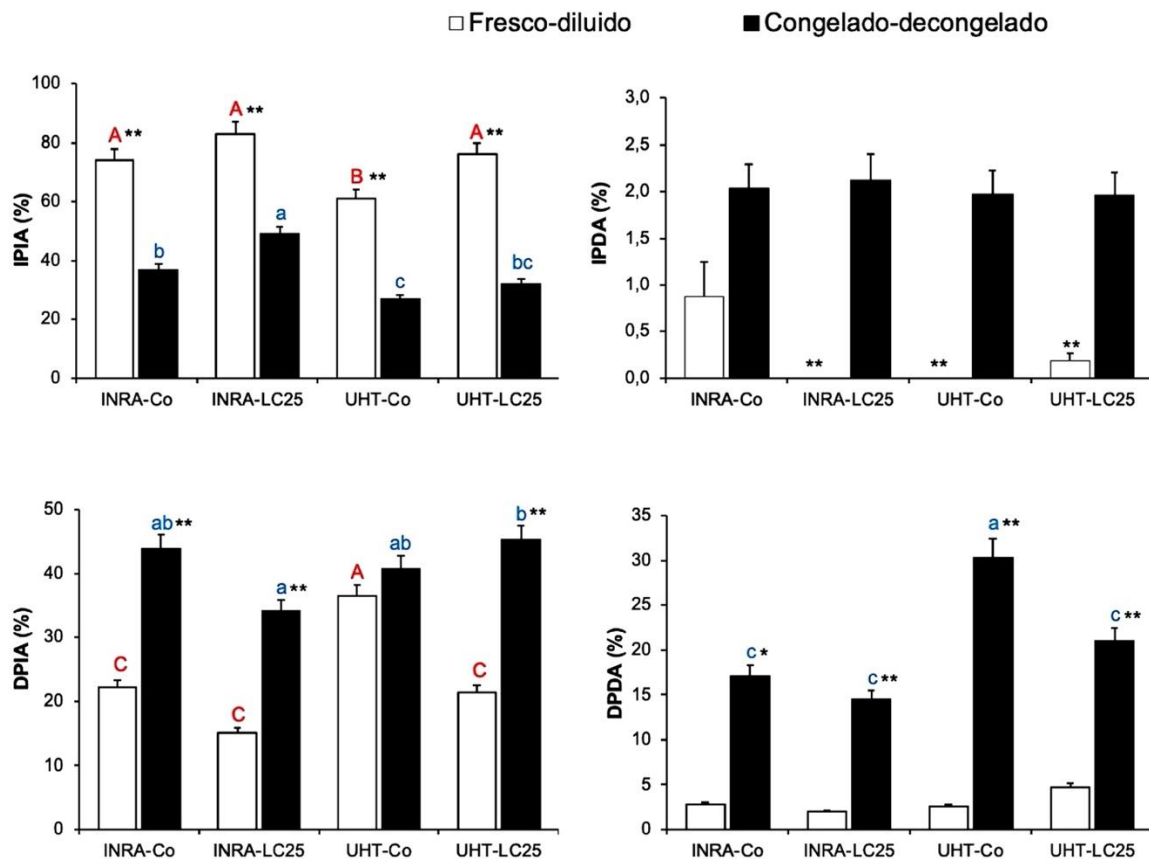 Fresco-diluido Congelado-decongelado
IPIA (%)
100
80
60
40
20
0
A ** A ** B ** A **
b a c bc
INRA-Co INRA-LC25 UHT-Co UHT-LC25
IPDA (%)
3,0
2,5
2,0
1,5
1,0
0,5
0,0
** ** **
INRA-Co INRA-LC25 UHT-Co UHT-LC25
DPIA (%)
50
40
30
20
10
0
ab ** a ** ab b **
C C A C
INRA-Co INRA-LC25 UHT-Co UHT-LC25
DPDA (%)
35
30
25
20
15
10
5
0
c * c ** a ** c **
INRA-Co INRA-LC25 UHT-Co UHT-LC25